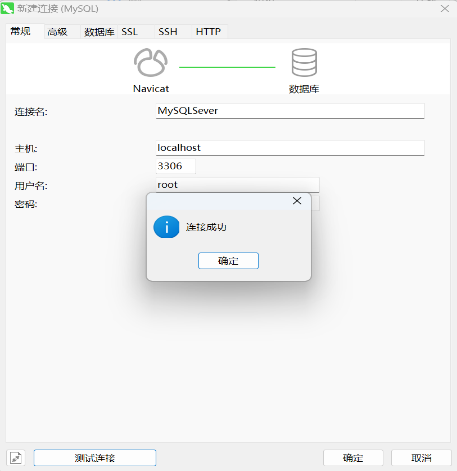 新建连接 (MySQL)
常规 高级 数据库 SSL SSH HTTP
Navicat 数据库
连接名: MySQLSever
主机: localhost
端口: 3306
用户名: root
密码:
连接成功
确定
测试连接 确定 取消